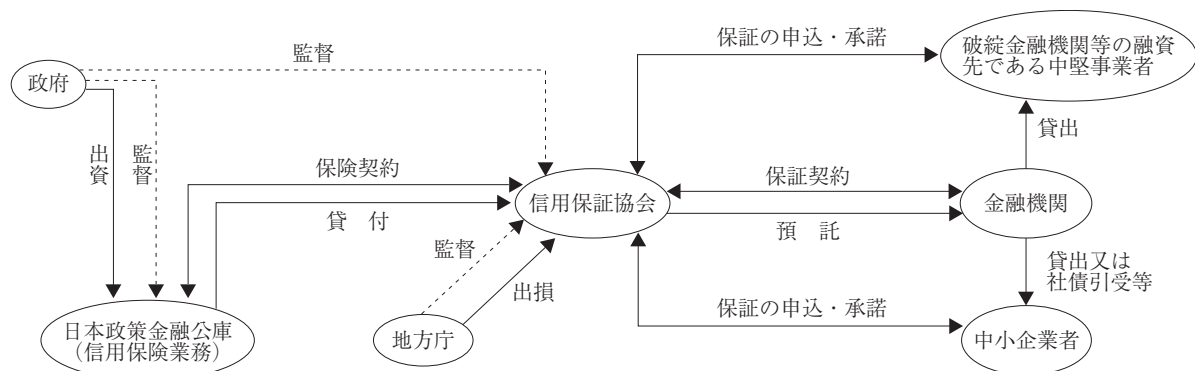 保証の申込・承諾
破綻金融機関等の融資
先である中堅事業者
監督
政府
貸出
出資
監督
保険契約
保証契約
信用保証協会
金融機関
貸　付
預　託
監督
貸出又は
社債引受等
出損
保証の申込・承諾
日本政策金融公庫
（信用保険業務）
地方庁
中小企業者